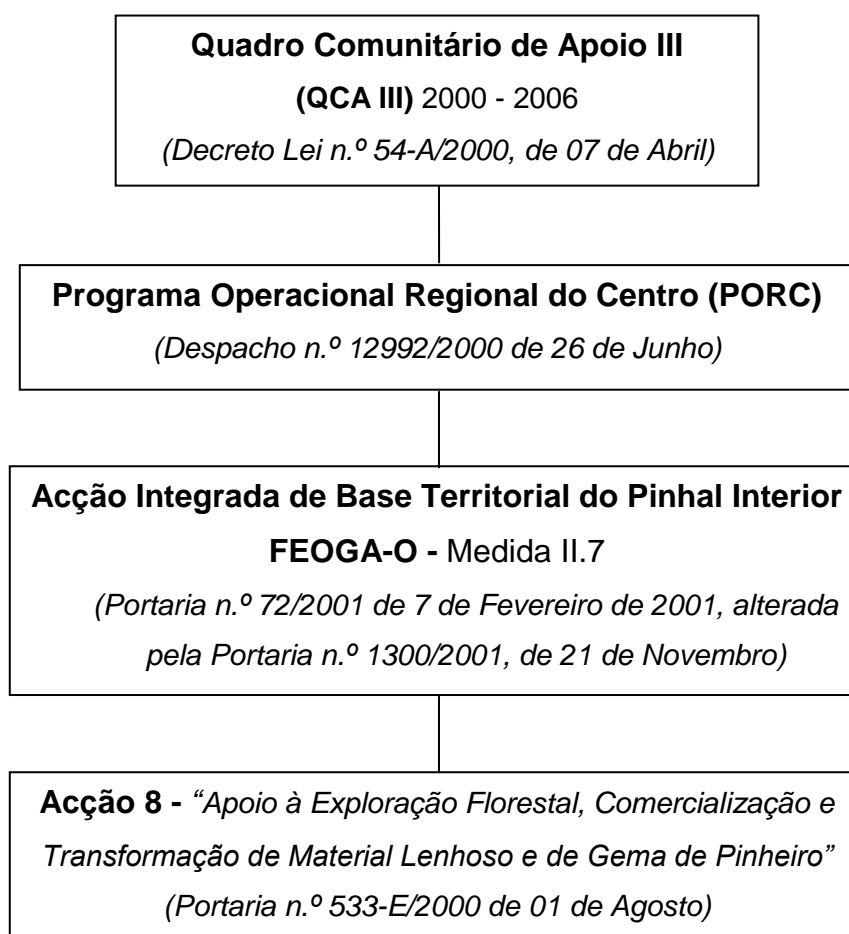 Quadro Comunitário de Apoio III
(QCA III) 2000 - 2006
(Decreto Lei n.º 54-A/2000, de 07 de Abril)
Programa Operacional Regional do Centro (PORC)
(Despacho n.º 12992/2000 de 26 de Junho)
Acção Integrada de Base Territorial do Pinhal Interior
FEOGA-O - Medida II.7
(Portaria n.º 72/2001 de 7 de Fevereiro de 2001, alterada
pela Portaria n.º 1300/2001, de 21 de Novembro)
Acção 8 - “Apoio à Exploração Florestal, Comercialização e
Transformação de Material Lenhoso e de Gema de Pinheiro”
(Portaria n.º 533-E/2000 de 01 de Agosto)